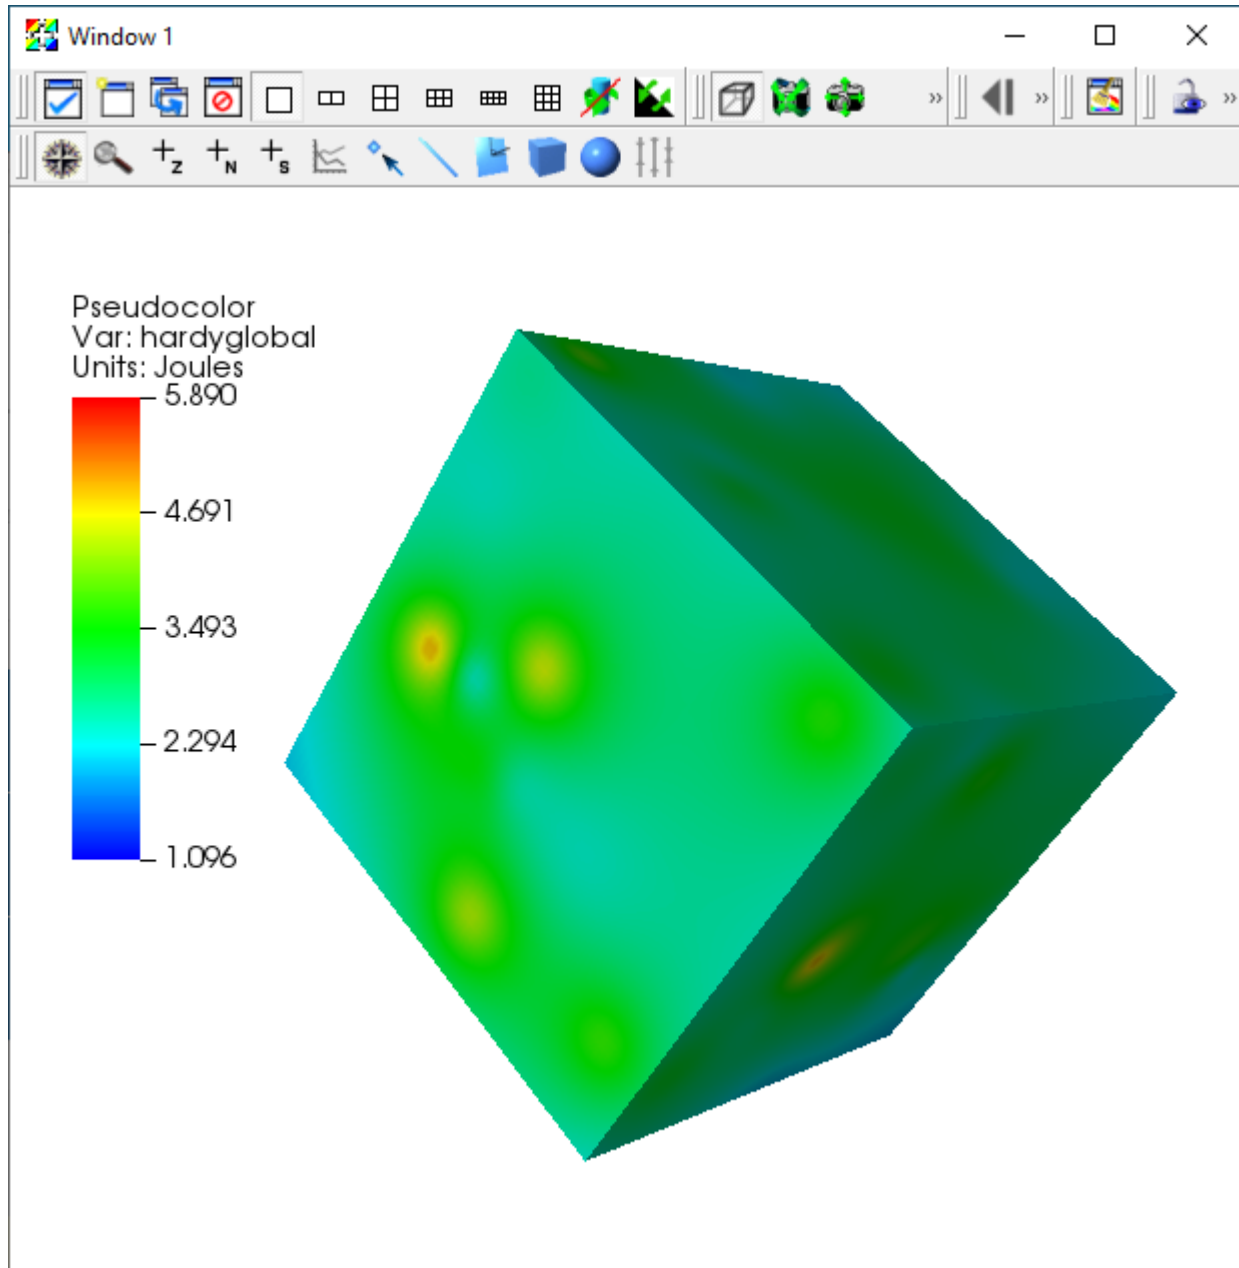 Window 1
Z
N
S
Pseudocolor
Var: hardyglobal
Units: Joules
5.890
4.691
3.493
2.294
1.096